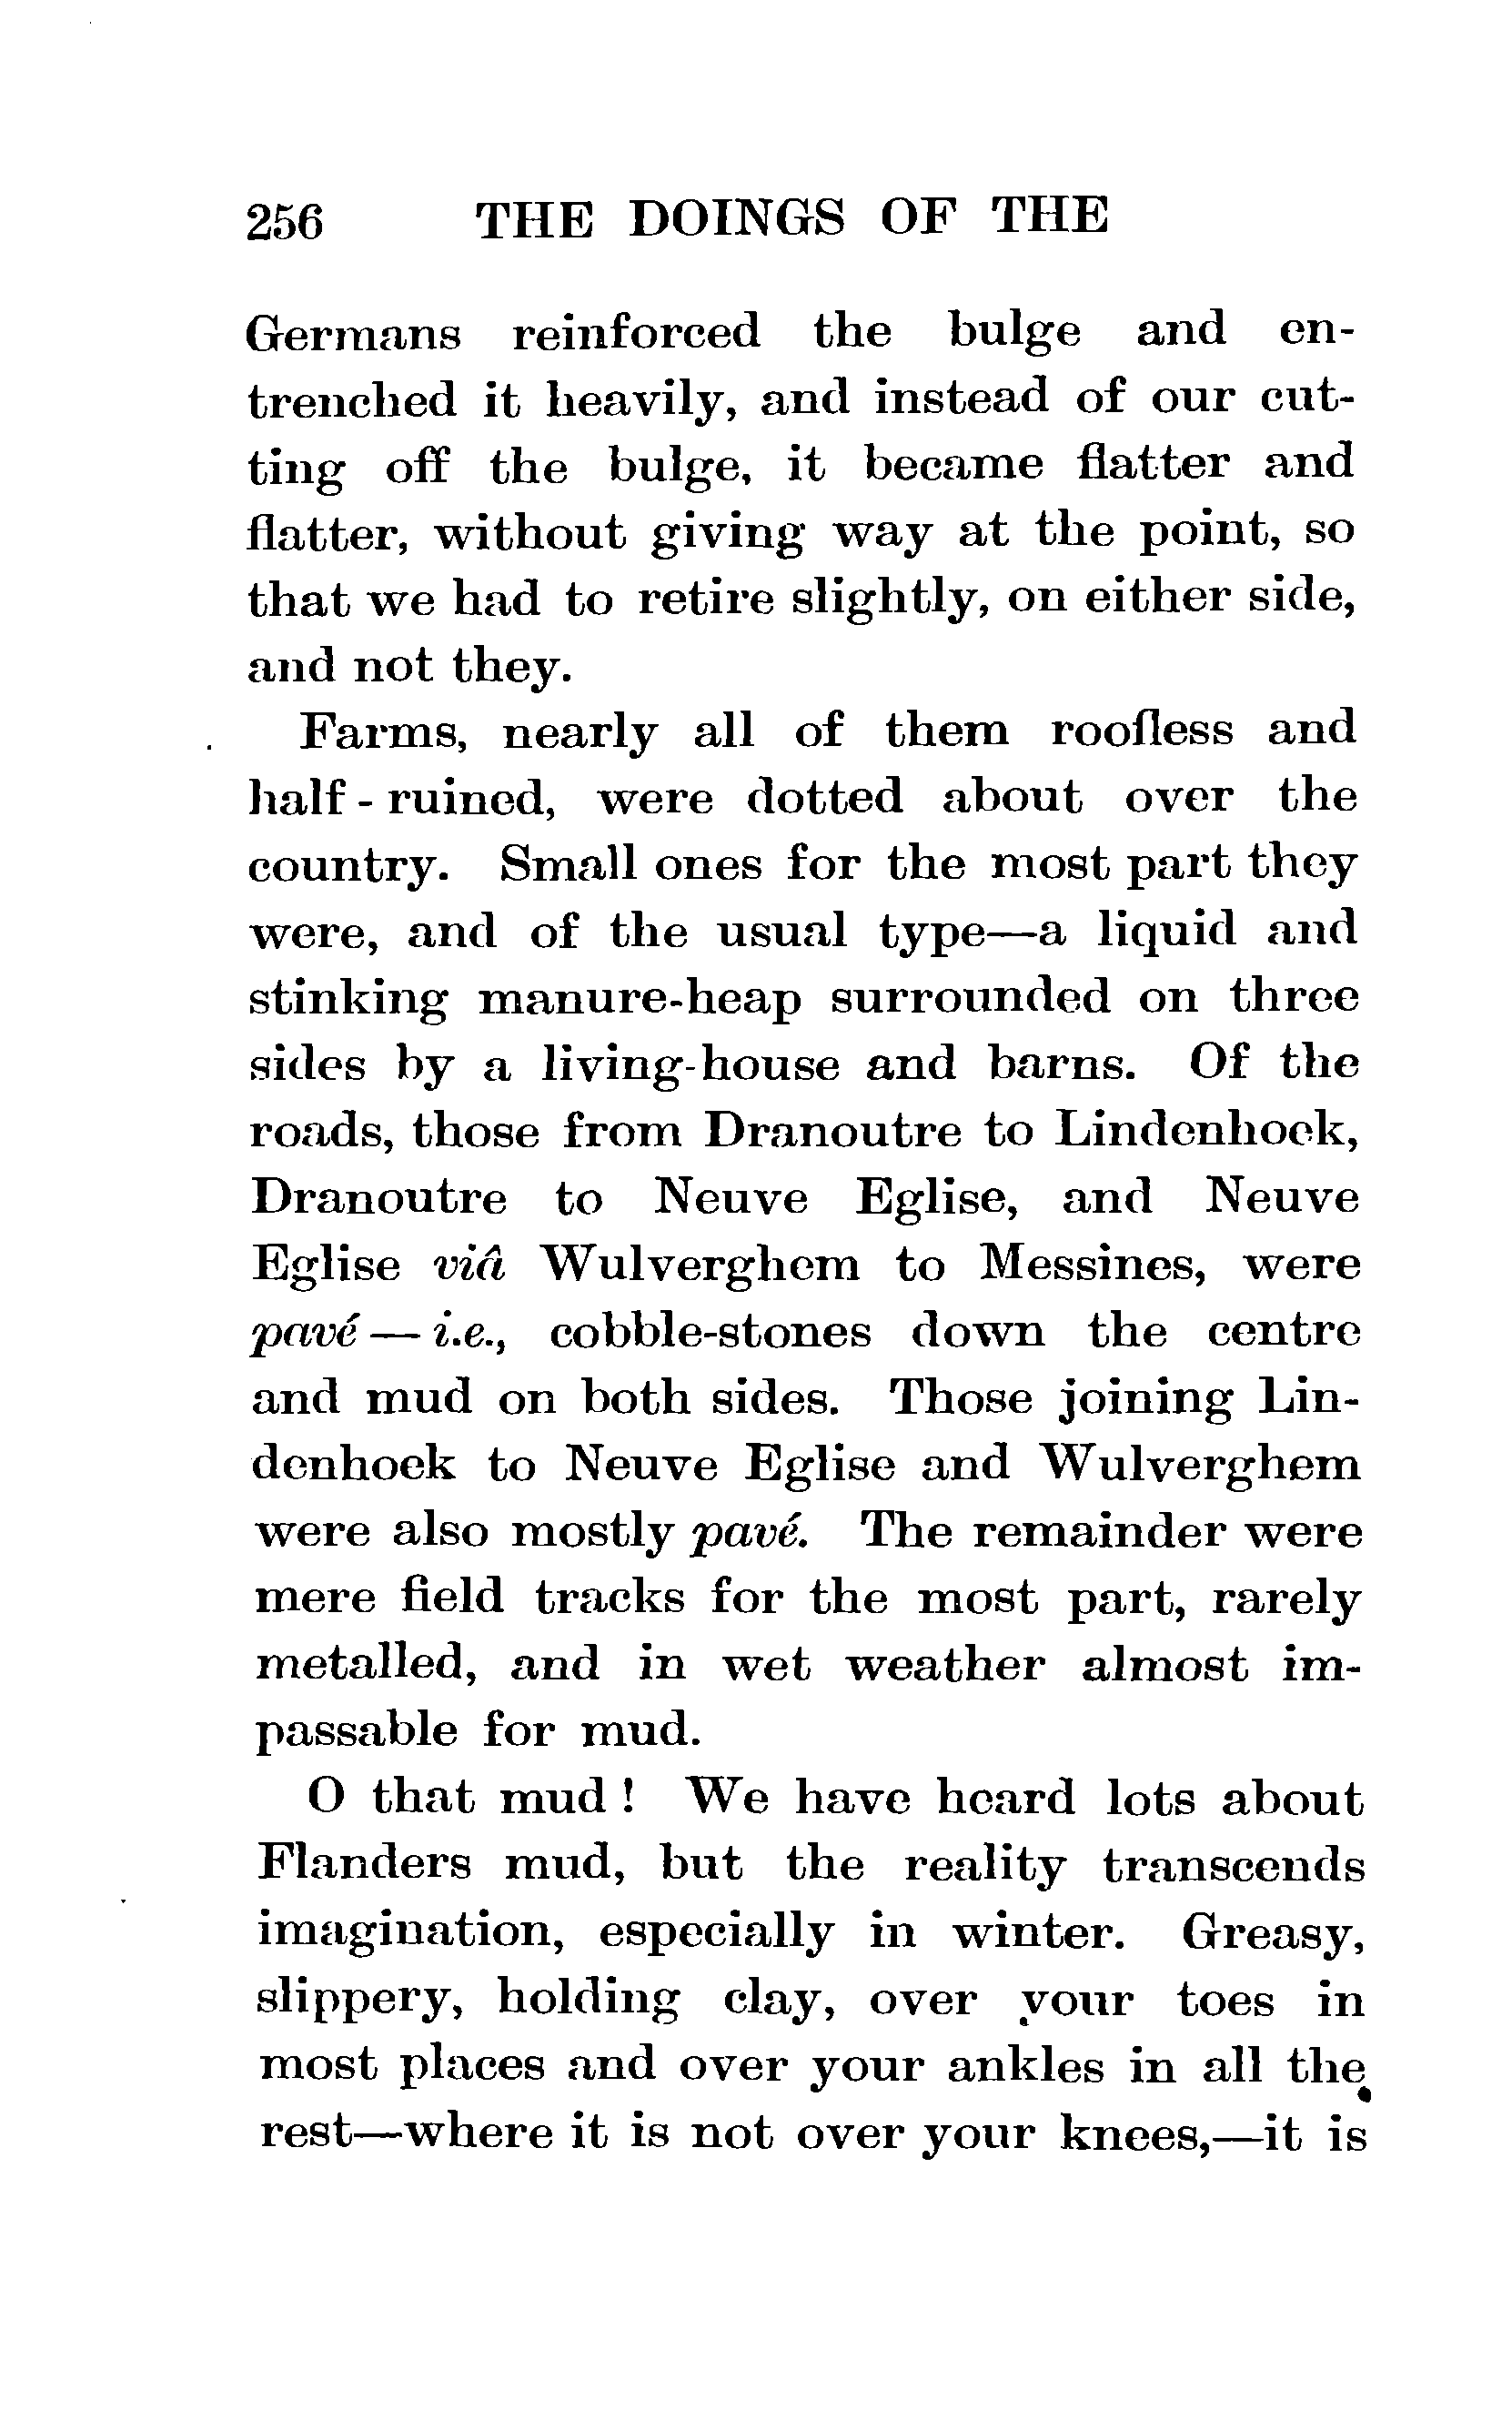 256 THE DOINGS OF THE
Germans reinforced the bulge and en-
trenched it heavily, and instead of our cut-
ting off the bulge, it became flatter and
flatter, without giving way at the point, so
that we had to retire slightly, on either side,
and not they.
Farms, nearly all of them roofless and
half-ruined, were dotted about over the
country. Small ones for the most part they
were, and of the usual type—a liquid and
stinking manure-heap surrounded on three
sides by a living-house and barns. Of the
roads, those from Dranoutre to Lindenhoek,
Dranoutre to Neuve Eglise, and Neuve
Eglise viâ Wulverghem to Messines, were
pavé — i.e., cobble-stones down the centre
and mud on both sides. Those joining Lin-
denhoek to Neuve Eglise and Wulverghem
were also mostly pavé. The remainder were
mere field tracks for the most part, rarely
metalled, and in wet weather almost im-
passable for mud.
O that mud ! We have heard lots about
Flanders mud, but the reality transcends
imagination, especially in winter. Greasy,
slippery, holding clay, over your toes in
most places and over your ankles in all the
rest—where it is not over your knees,—it is